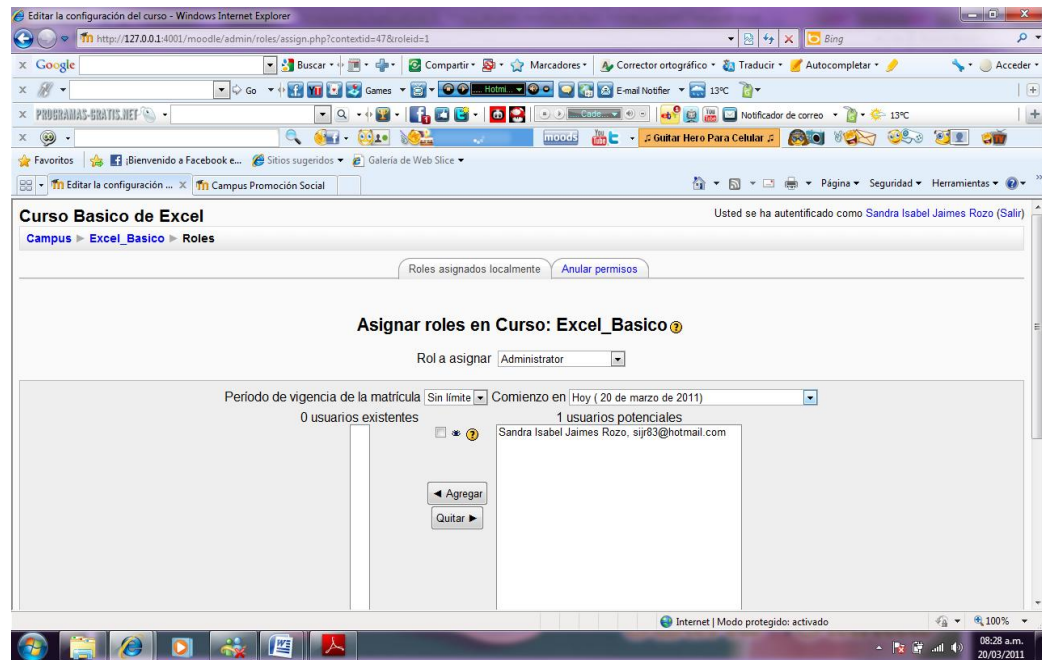 Editar la configuración del curso - Windows Internet Explorer
http://127.0.0.1:4001/moodle/admin/roles/assign.php?contextid=47&roleid=1
Bing
x Google Buscar Compartir Marcadores Corrector ortográfico Traducir Autocompletar Acceder
x Go Games Hotmi... E-mail Notifier 13ºC
x PROGRAMAS-GRATIS.NET Notificador de correo 13ºC
x moods Guitar Hero Para Celular
Favoritos ¡Bienvenido a Facebook e... Sitios sugeridos Galería de Web Slice
Editar la configuración ... X Campus Promoción Social Página Seguridad Herramientas
Curso Basico de Excel
Usted se ha autentificado como Sandra Isabel Jaimes Rozo (Salir)
Campus ► Excel_Basico ► Roles
Roles asignados localmente Anular permisos
Asignar roles en Curso: Excel_Basico
Rol a asignar Administrator
Período de vigencia de la matrícula Sin límite Comienzo en Hoy ( 20 de marzo de 2011)
0 usuarios existentes 1 usuarios potenciales
Sandra Isabel Jaimes Rozo, sijr83@hotmail.com
◄ Agregar
Quitar ►
Internet | Modo protegido: activado 100%
08:28 a.m.
20/03/2011